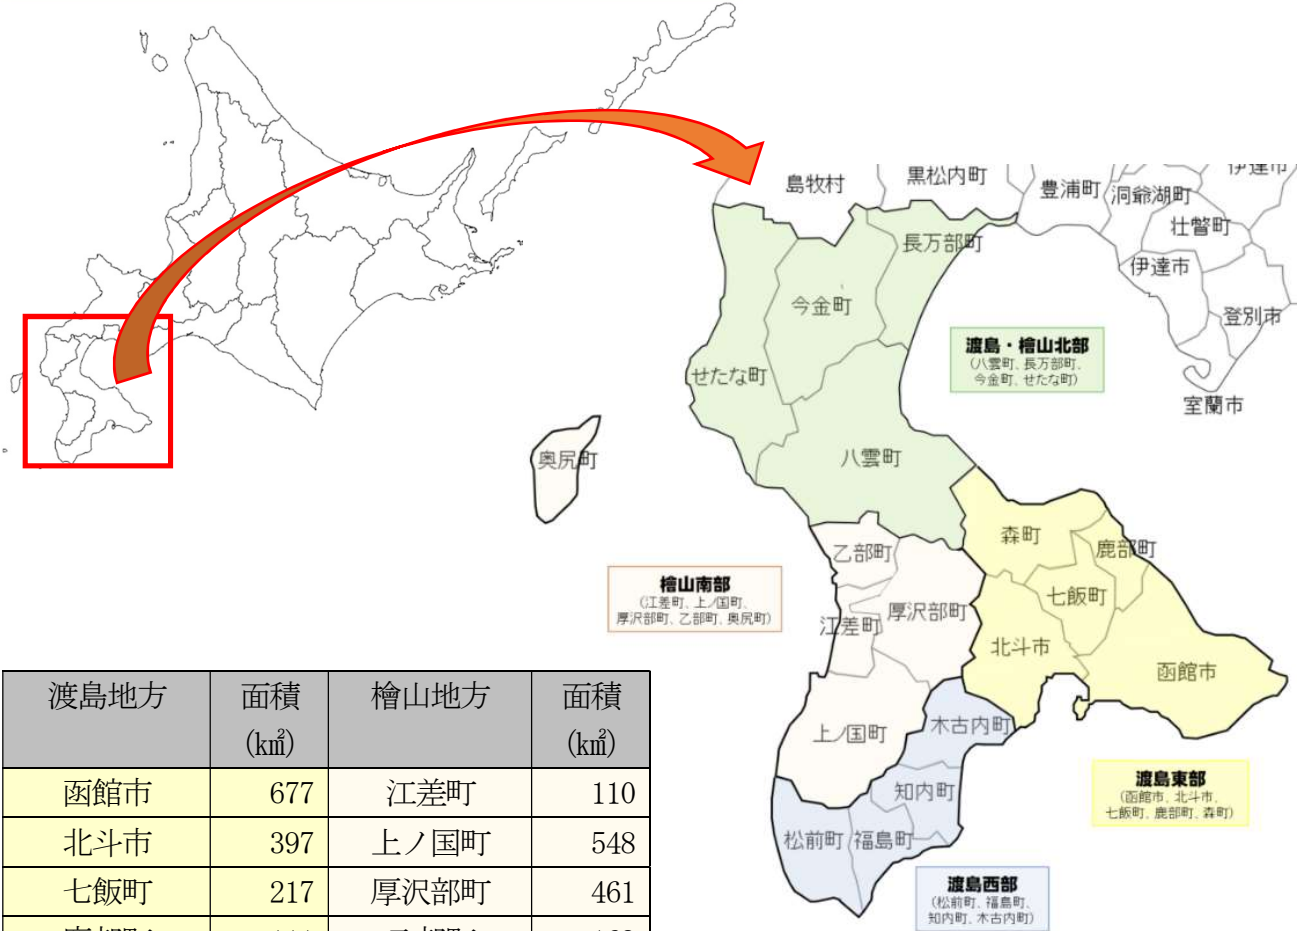 島牧村
黒松内町
豊浦町
洞爺湖町
伊達市
壮瞥町
伊達市
登別市
室蘭市
長万部町
今金町
せたな町
八雲町
渡島・檜山北部
(八雲町、長万部町、
今金町、せたな町)
奥尻町
森町
鹿部町
七飯町
北斗市
函館市
乙部町
厚沢部町
江差町
上ノ国町
檜山南部
(江差町、上ノ国町、
厚沢部町、乙部町、奥尻町)
木古内町
知内町
松前町
福島町
渡島東部
(函館市、北斗市、
七飯町、鹿部町、森町)
渡島西部
(松前町、福島町、
知内町、木古内町)
渡島地方 面積(㎢) 檜山地方 面積(㎢)
函館市 677 江差町 110
北斗市 397 上ノ国町 548
七飯町 217 厚沢部町 461